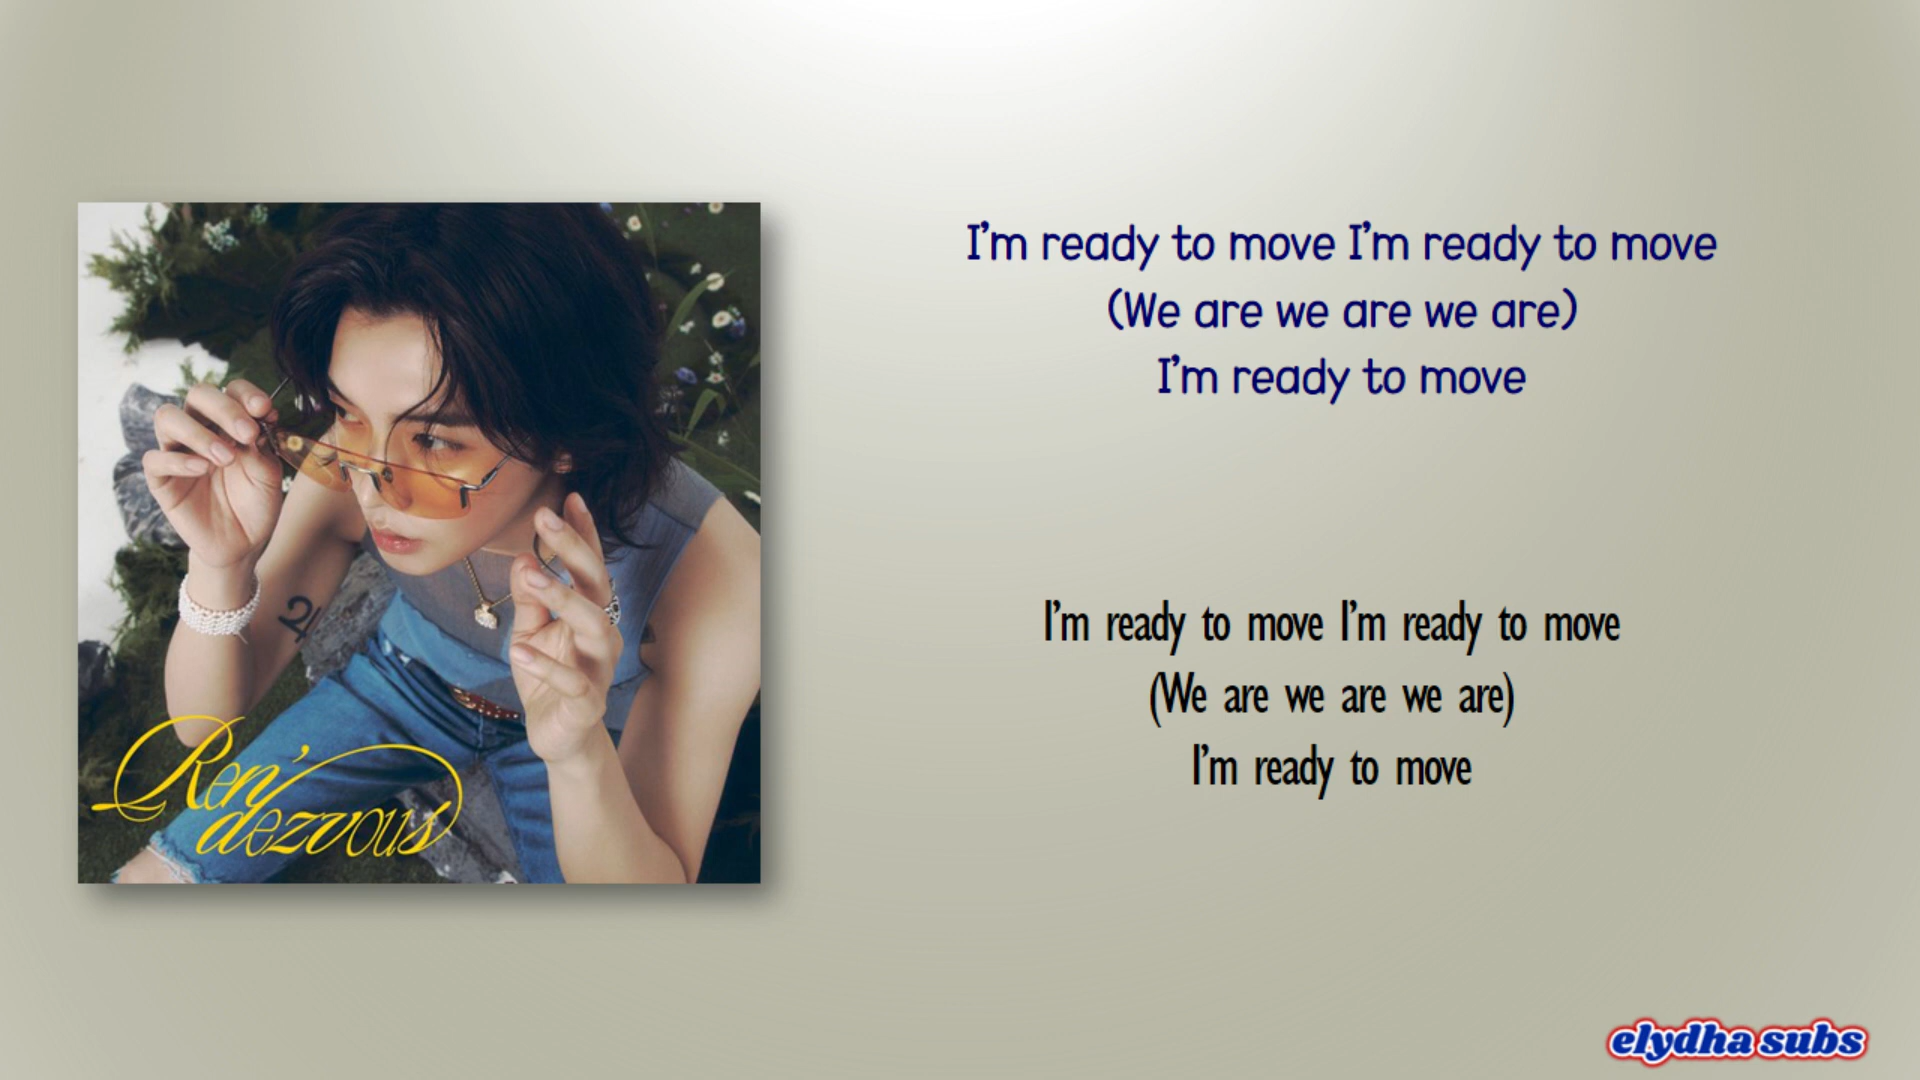 Ren'
dezvous
I'm ready to move I'm ready to move
(We are we are we are)
I'm ready to move
I'm ready to move I'm ready to move
(We are we are we are)
I'm ready to move
elydha subs